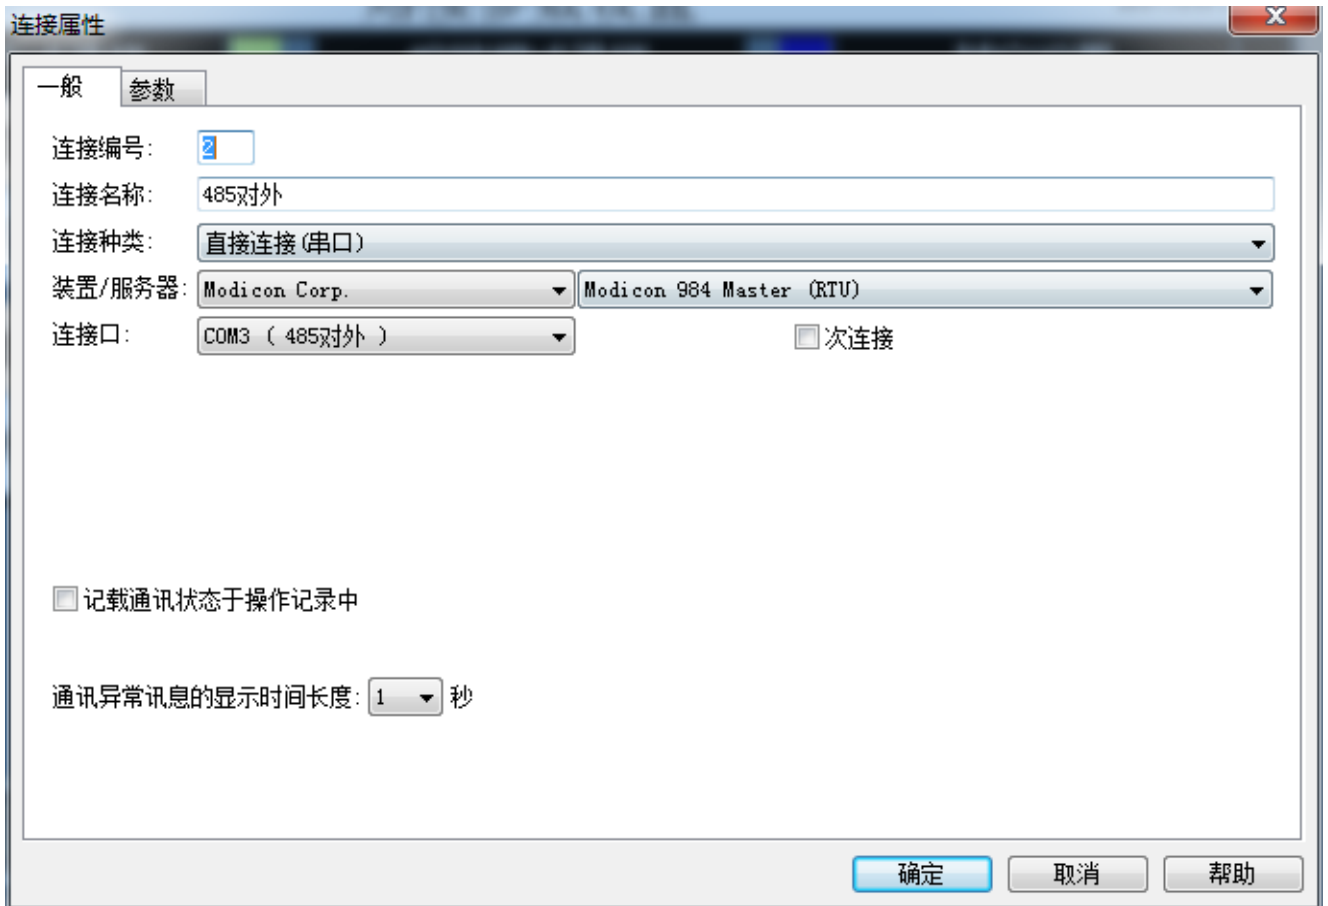 连接属性
一般 参数
连接编号: 2
连接名称: 485对外
连接种类: 直接连接(串口)
装置/服务器: Modicon Corp. Modicon 984 Master (RTU)
连接口: COM3 ( 485对外 ) 次连接
记载通讯状态于操作记录中
通讯异常讯息的显示时间长度: 1 秒
确定 取消 帮助